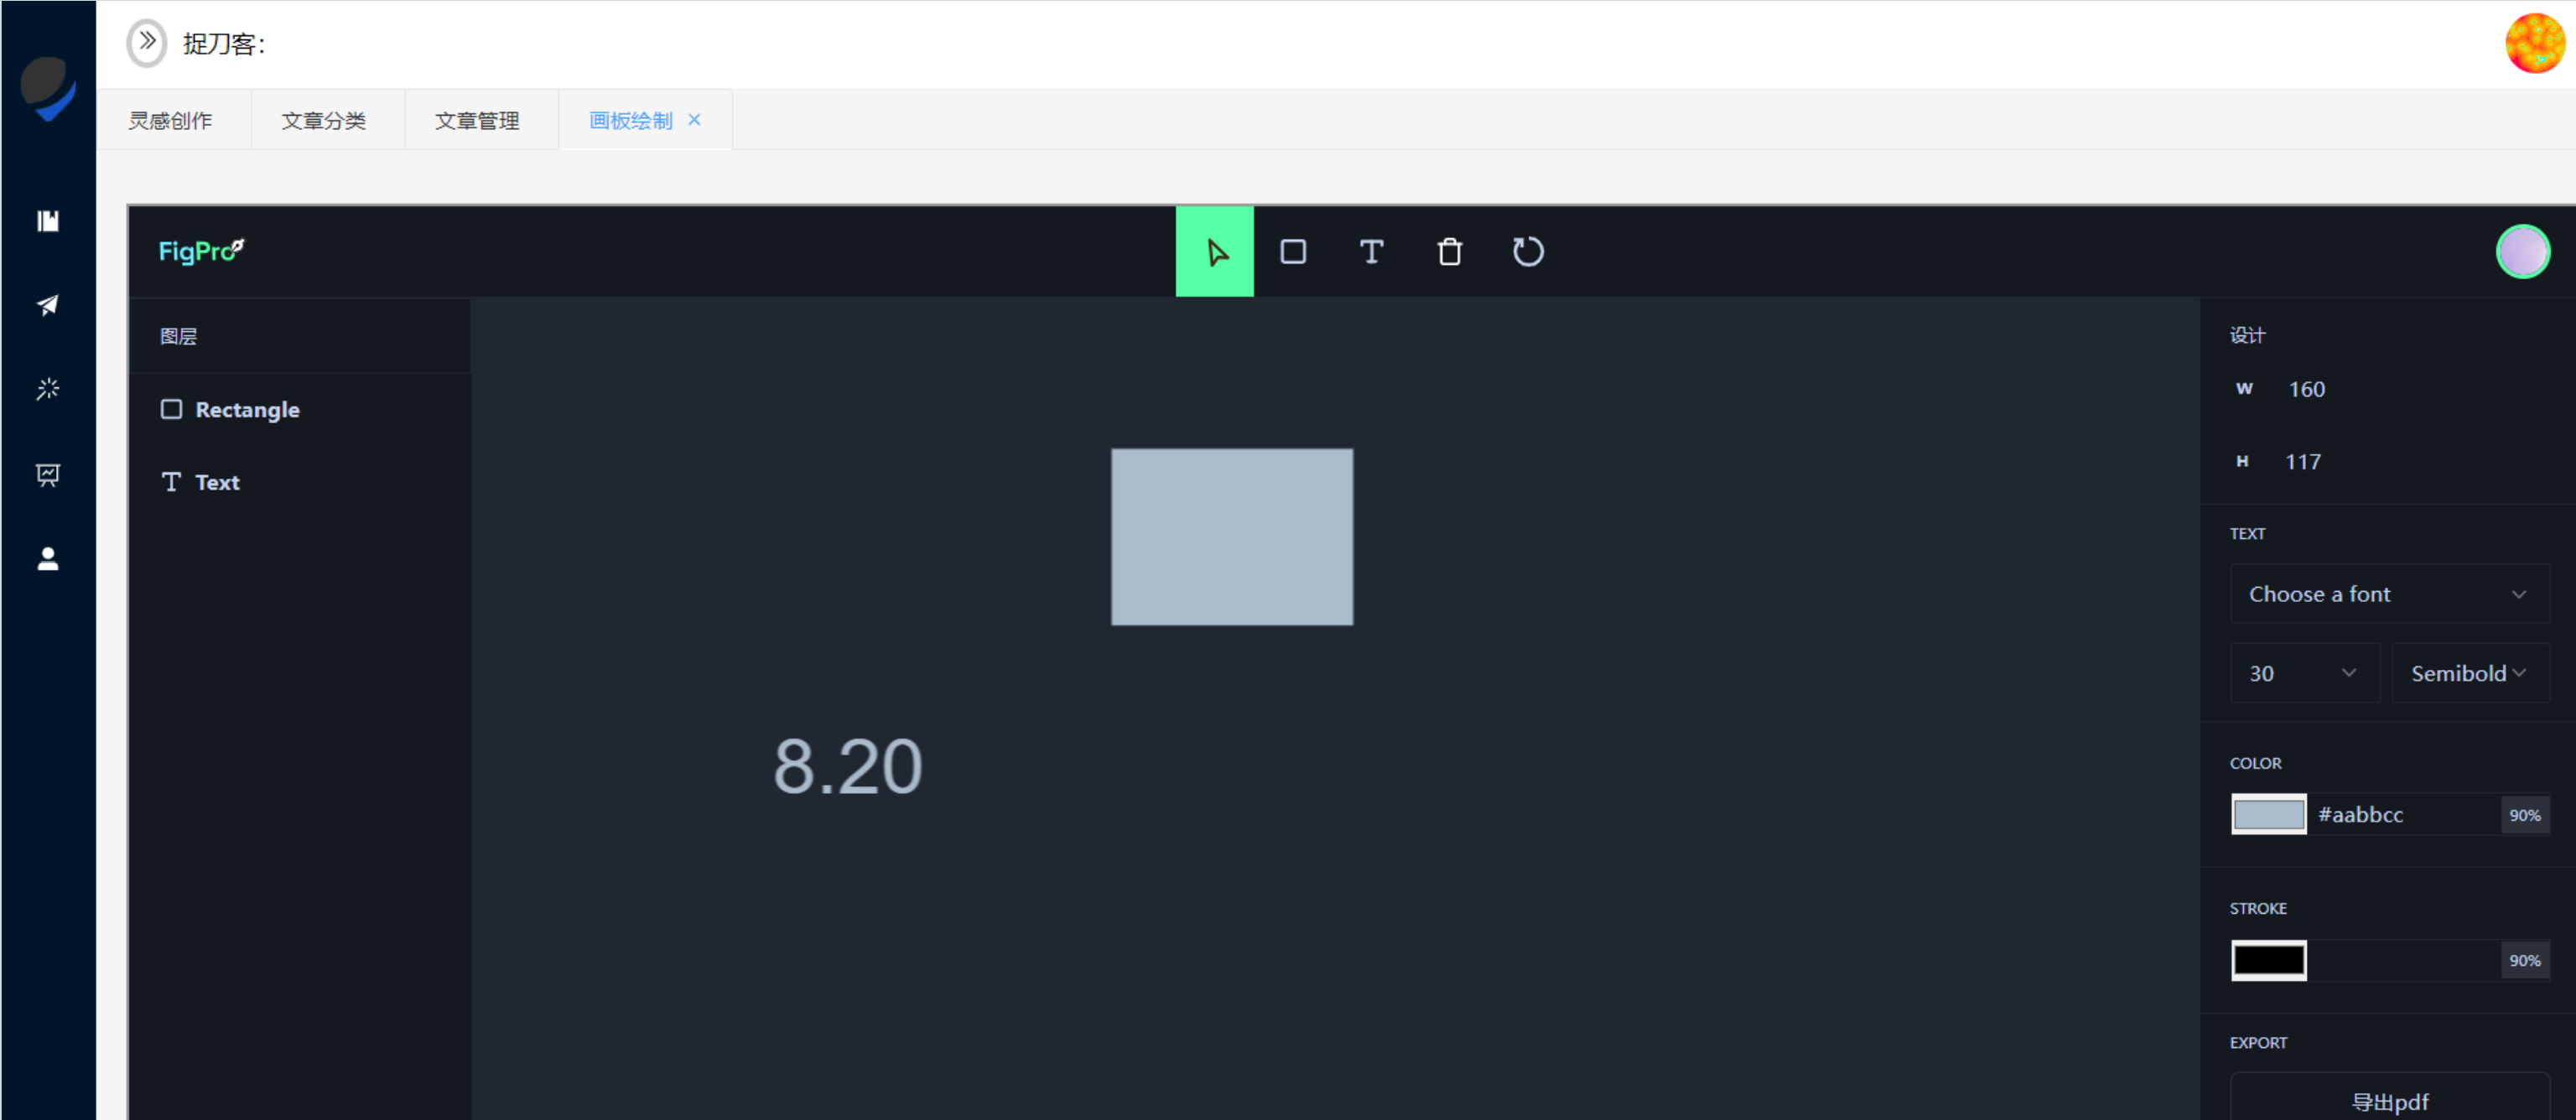 捉刀客：
灵感创作
文章分类
文章管理
画板绘制
FigPro
图层
Rectangle
Text
8.20
设计
W 160
H 117
TEXT
Choose a font
30 Semibold
COLOR
#aabbcc 90%
STROKE
90%
EXPORT
导出pdf